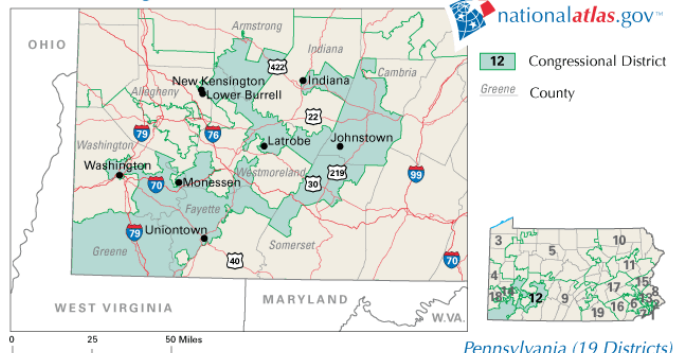 nationalatlas.gov™
12 Congressional District
Greene County
OHIO
Armstrong
Indiana
Cambria
422
New Kensington
Indiana
Allegheny
Lower Burrell
22
79
76
Washington
Latrobe
Johnstown
Washington
Westmoreland
219
99
70
Monessen
30
Fayette
79
Uniontown
Greene
Somerset
40
70
WEST VIRGINIA
MARYLAND
W.VA.
0 25 50 Miles
3
10
5
4
11
14
18
12
9
17
15
19
16
6
13
8
Pennsylvania (19 Districts)